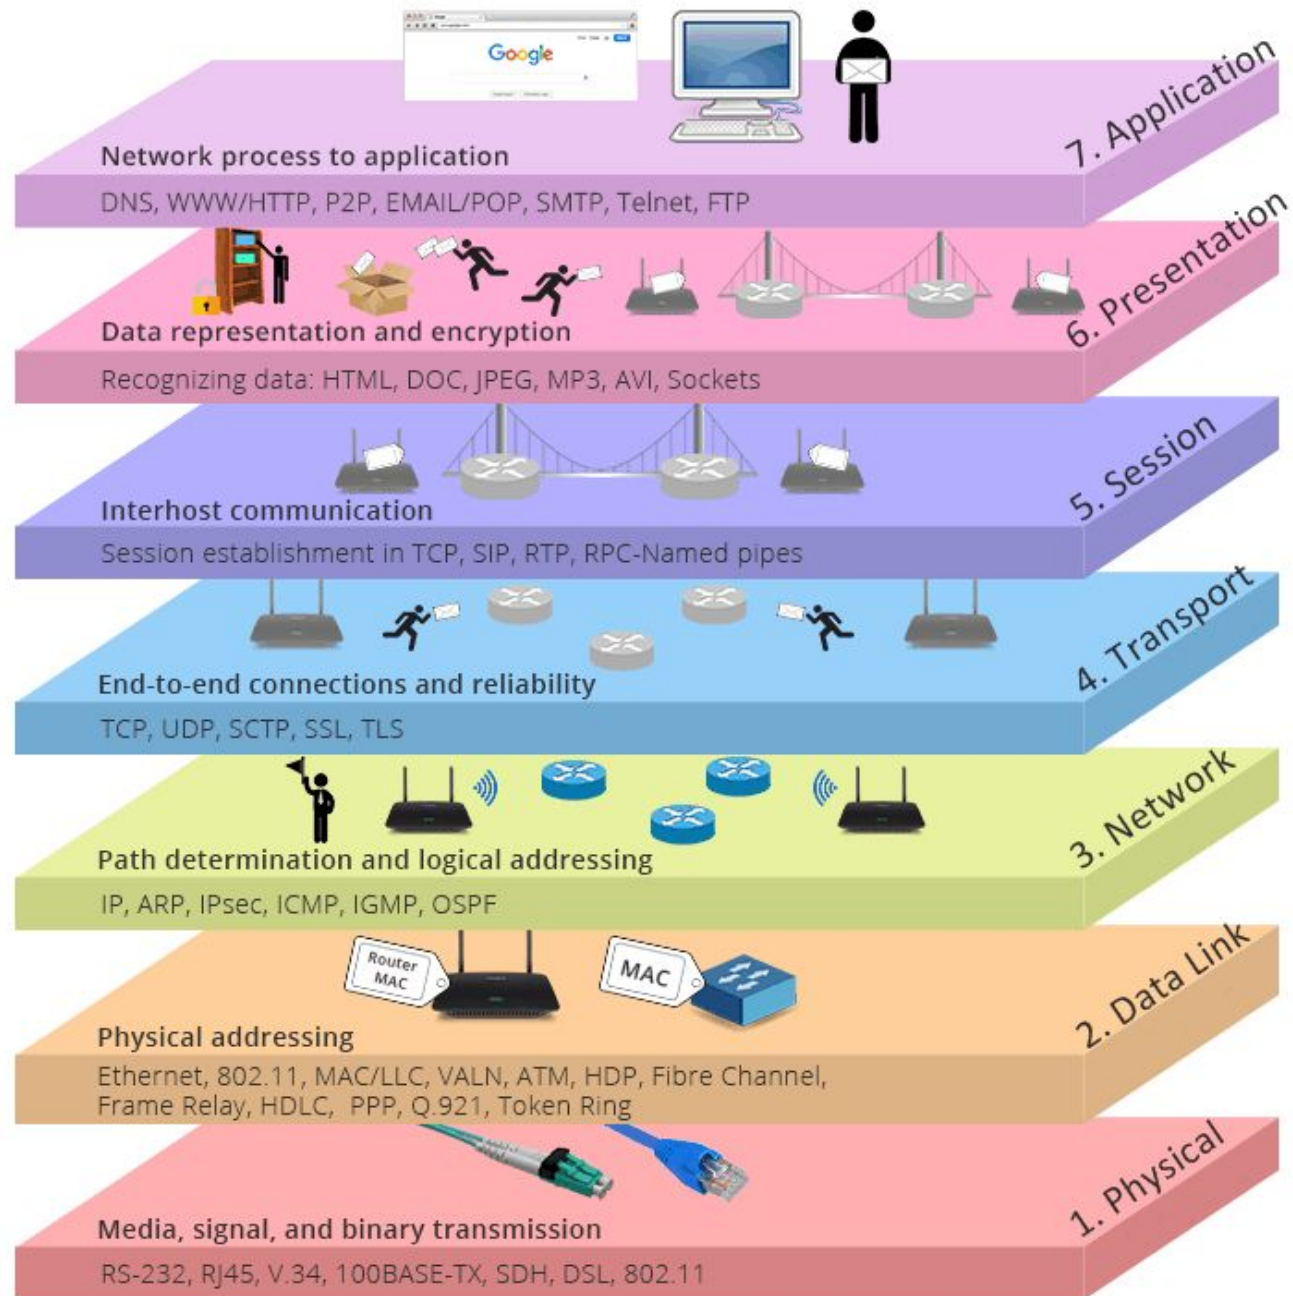 Google
7. Application
Network process to application
DNS, WWW/HTTP, P2P, EMAIL/POP, SMTP, Telnet, FTP
6. Presentation
Data representation and encryption
Recognizing data: HTML, DOC, JPEG, MP3, AVI, Sockets
5. Session
Interhost communication
Session establishment in TCP, SIP, RTP, RPC-Named pipes
4. Transport
End-to-end connections and reliability
TCP, UDP, SCTP, SSL, TLS
3. Network
Path determination and logical addressing
IP, ARP, IPsec, ICMP, IGMP, OSPF
2. Data Link
Router
MAC
MAC
Physical addressing
Ethernet, 802.11, MAC/LLC, VALN, ATM, HDP, Fibre Channel,
Frame Relay, HDLC, PPP, Q.921, Token Ring
1. Physical
Media, signal, and binary transmission
RS-232, RJ45, V.34, 100BASE-TX, SDH, DSL, 802.11